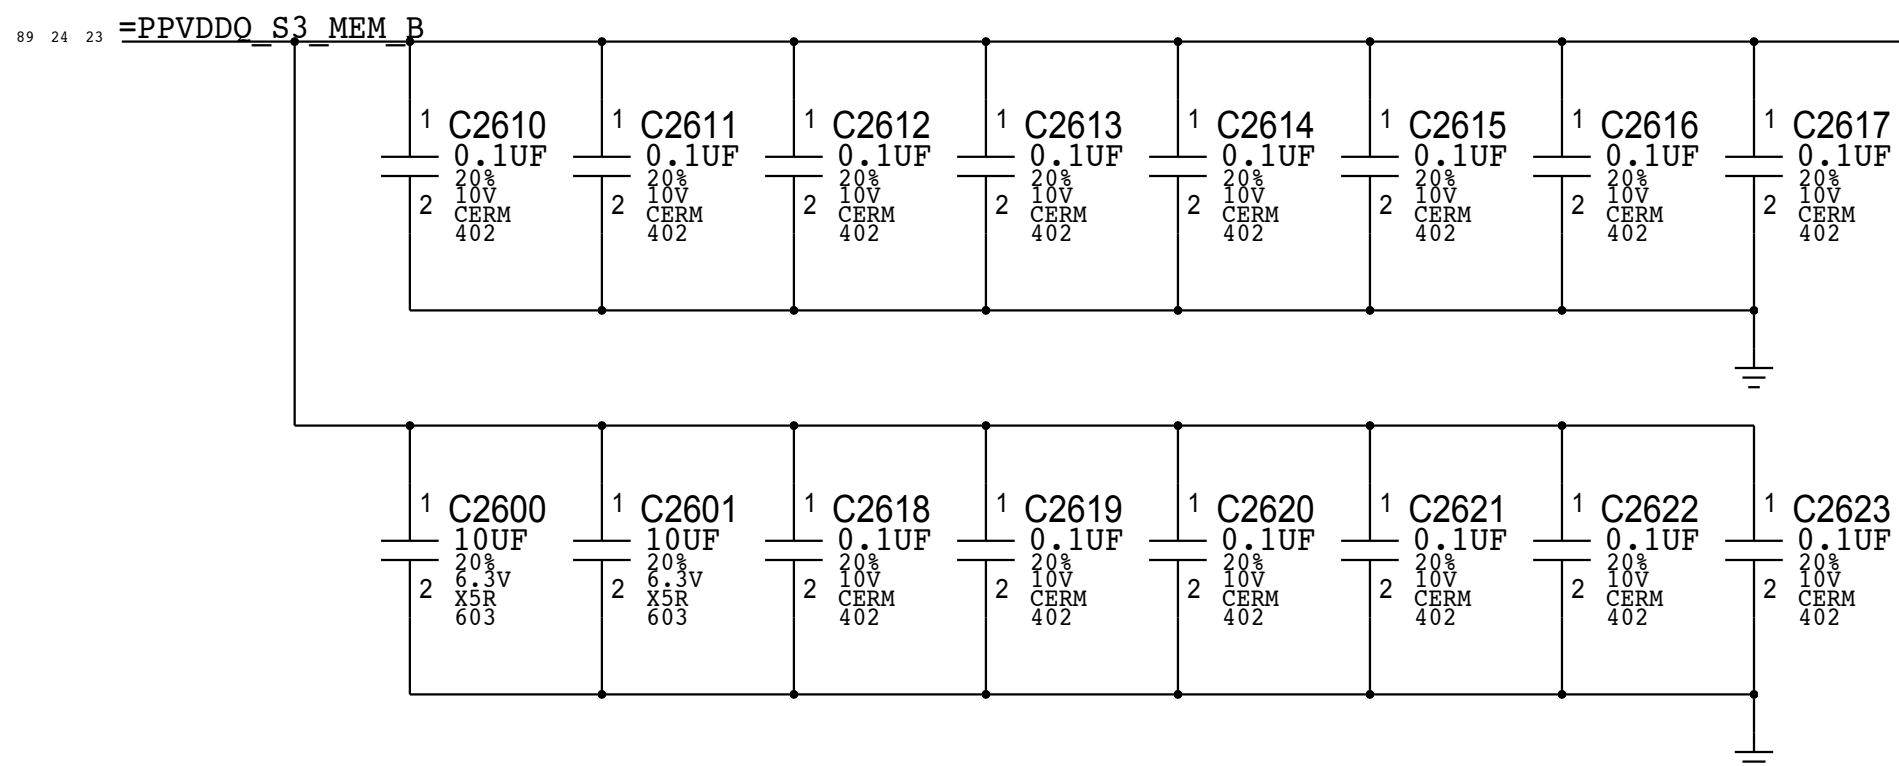 89 24 23 =PPVDDQ_S3_MEM_B
1 C2610
0.1UF
20%
10V
2 CERM
402
1 C2611
0.1UF
20%
10V
2 CERM
402
1 C2612
0.1UF
20%
10V
2 CERM
402
1 C2613
0.1UF
20%
10V
2 CERM
402
1 C2614
0.1UF
20%
10V
2 CERM
402
1 C2615
0.1UF
20%
10V
2 CERM
402
1 C2616
0.1UF
20%
10V
2 CERM
402
1 C2617
0.1UF
20%
10V
2 CERM
402
1 C2600
10UF
20%
6.3V
2 X5R
603
1 C2601
10UF
20%
6.3V
2 X5R
603
1 C2618
0.1UF
20%
10V
2 CERM
402
1 C2619
0.1UF
20%
10V
2 CERM
402
1 C2620
0.1UF
20%
10V
2 CERM
402
1 C2621
0.1UF
20%
10V
2 CERM
402
1 C2622
0.1UF
20%
10V
2 CERM
402
1 C2623
0.1UF
20%
10V
2 CERM
402